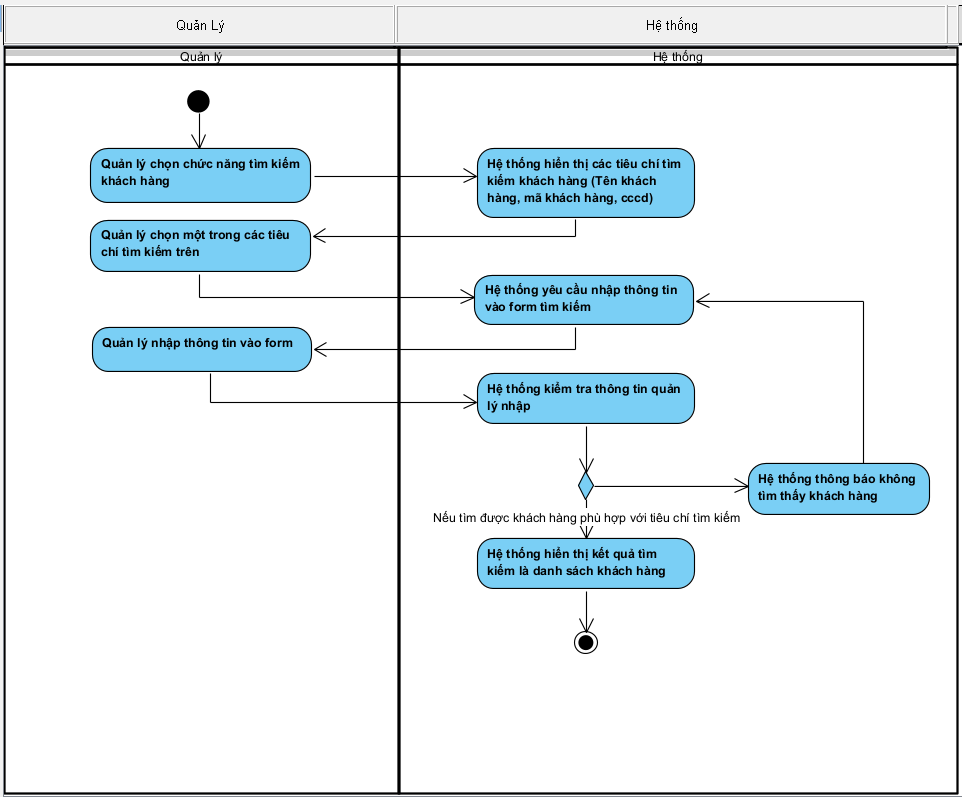 Quản Lý
Hệ thống
Quản lý
Hệ thống
Quản lý chọn chức năng tìm kiếm
khách hàng
Hệ thống hiển thị các tiêu chí tìm
kiếm khách hàng (Tên khách
hàng, mã khách hàng, cccd)
Quản lý chọn một trong các tiêu
chí tìm kiếm trên
Hệ thống yêu cầu nhập thông tin
vào form tìm kiếm
Quản lý nhập thông tin vào form
Hệ thống kiểm tra thông tin quản
lý nhập
Hệ thống thông báo không
tìm thấy khách hàng
Nếu tìm được khách hàng phù hợp với tiêu chí tìm kiếm
Hệ thống hiển thị kết quả tìm
kiếm là danh sách khách hàng